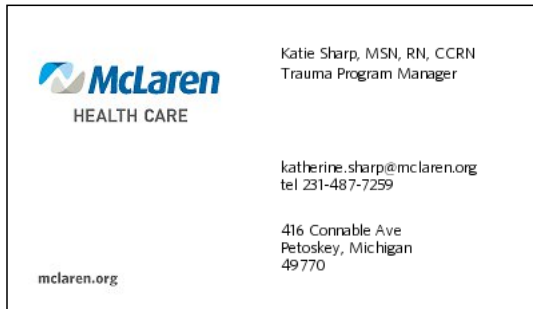 McLaren
HEALTH CARE
Katie Sharp, MSN, RN, CCRN
Trauma Program Manager
katherine.sharp@mclaren.org
tel 231-487-7259
416 Connable Ave
Petoskey, Michigan
49770
mclaren.org